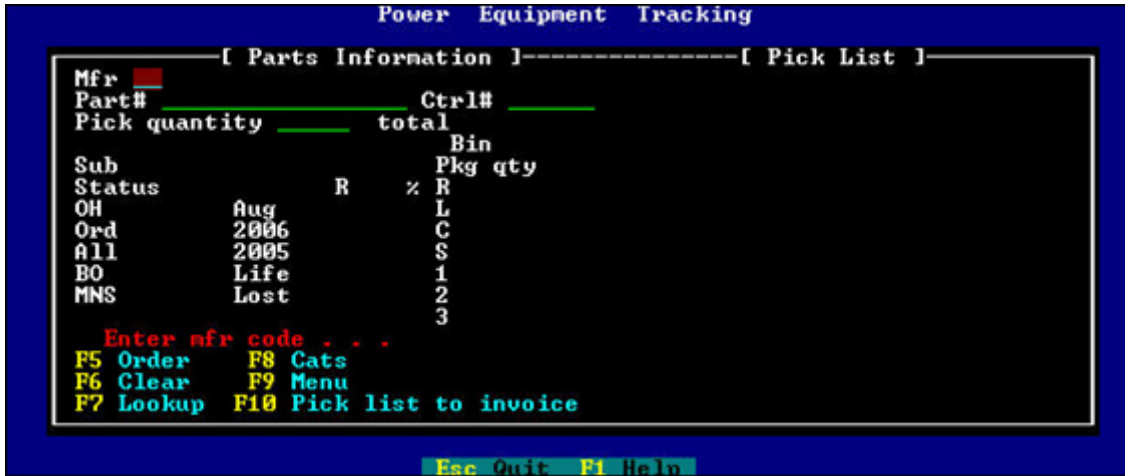 Power Equipment Tracking
[ Parts Information ]---------------[ Pick List ]
Mfr
Part# Ctrl#
Pick quantity total
Bin
Sub Pkg qty
Status R % R
OH Aug L
Ord 2006 C
All 2005 S
BO Life 1
MNS Lost 2
3
Enter mfr code . . .
F5 Order F8 Cats
F6 Clear F9 Menu
F7 Lookup F10 Pick list to invoice
Esc Quit F1 Help